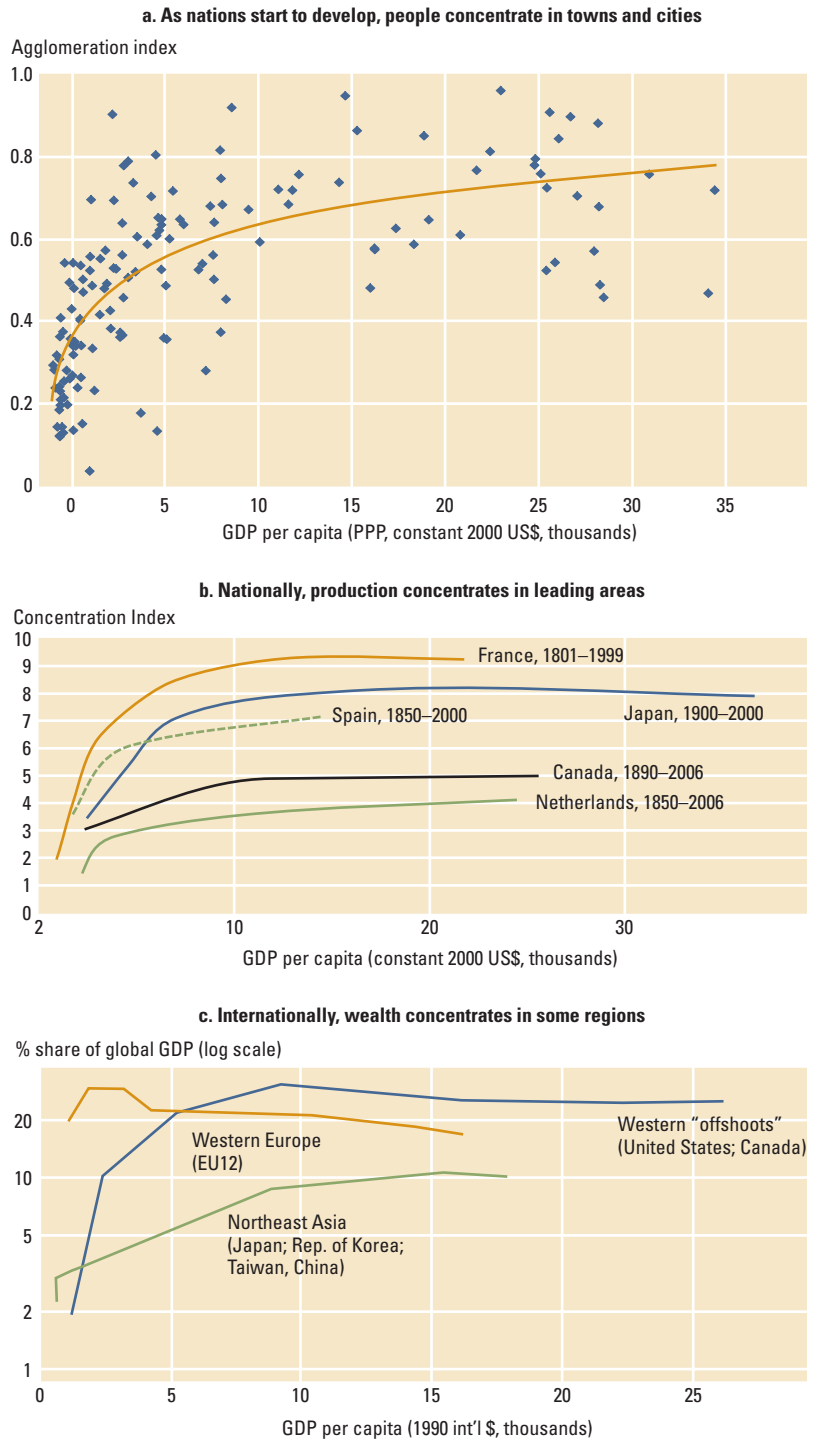 a. As nations start to develop, people concentrate in towns and cities
Agglomeration index
1.0
0.8
0.6
0.4
0.2
0
0 5 10 15 20 25 30 35
GDP per capita (PPP, constant 2000 US$, thousands)
b. Nationally, production concentrates in leading areas
Concentration Index
10
9
8
7
6
5
4
3
2
1
0
France, 1801–1999
Japan, 1900–2000
Spain, 1850–2000
Canada, 1890–2006
Netherlands, 1850–2006
2 10 20 30
GDP per capita (constant 2000 US$, thousands)
c. Internationally, wealth concentrates in some regions
% share of global GDP (log scale)
20
10
5
2
1
Western "offshoots"
(United States; Canada)
Western Europe
(EU12)
Northeast Asia
(Japan; Rep. of Korea;
Taiwan, China)
0 5 10 15 20 25
GDP per capita (1990 int'l $, thousands)